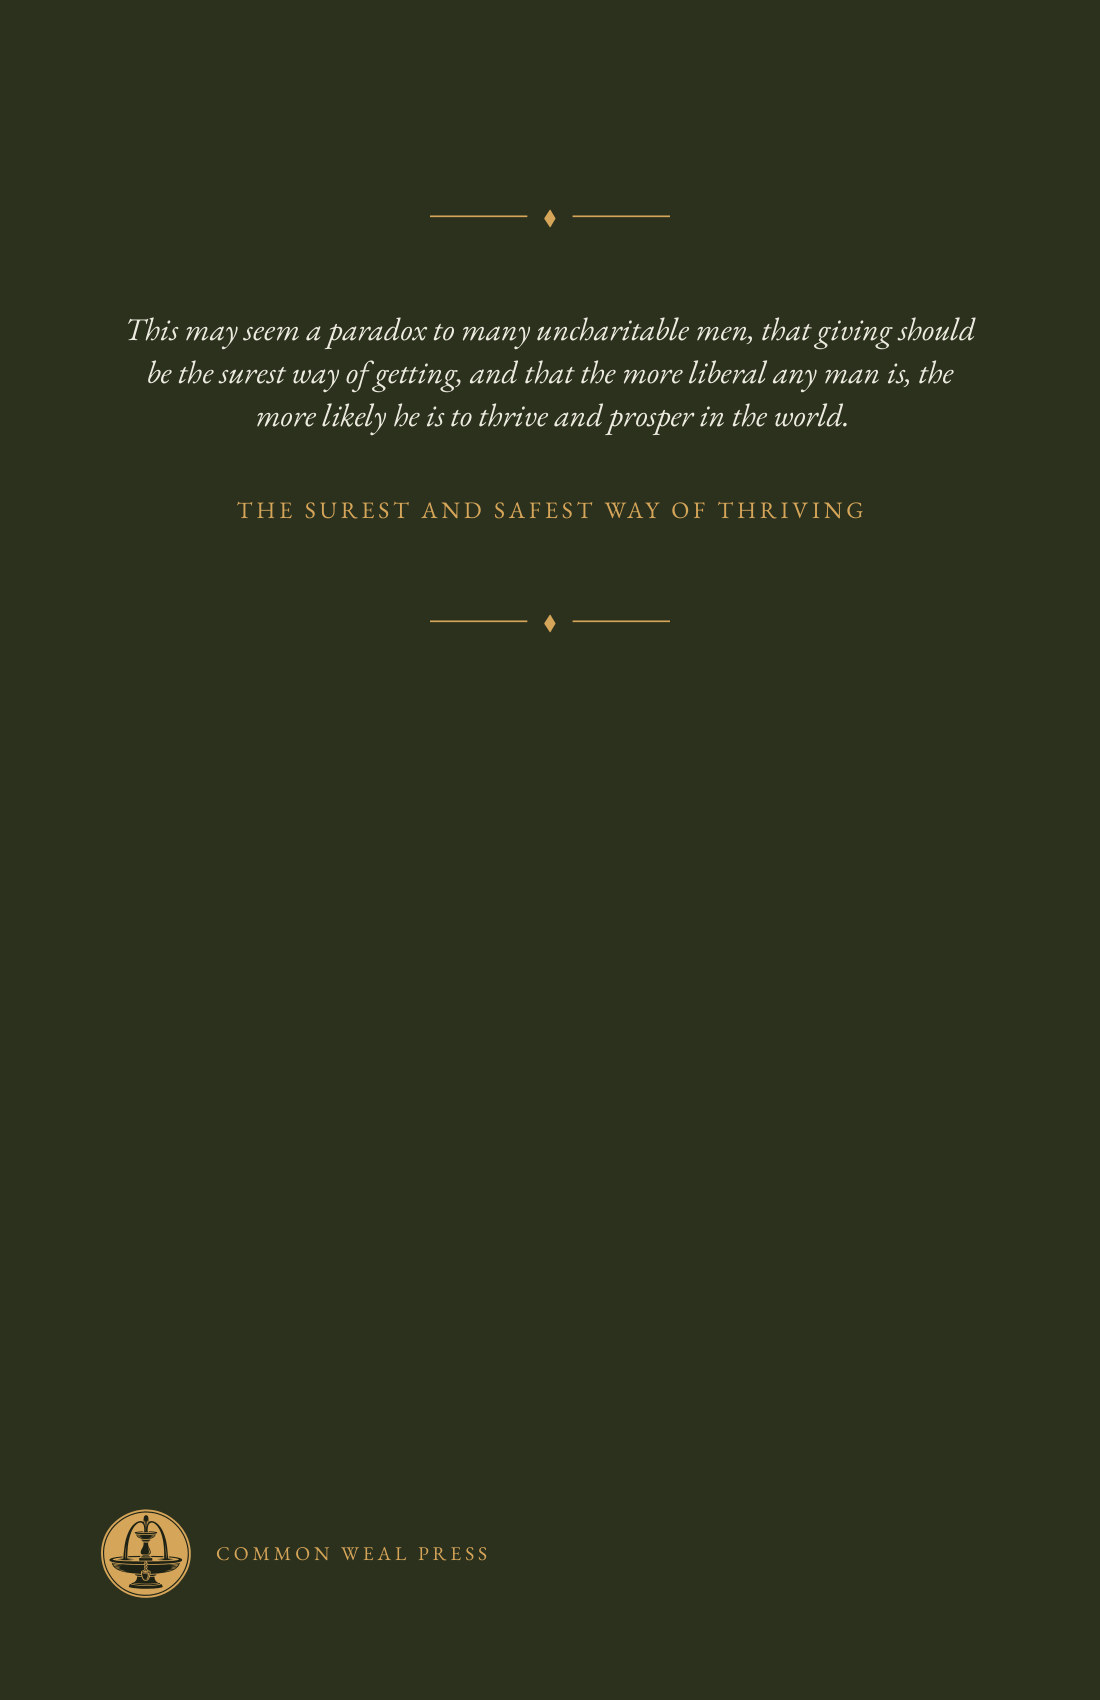 This may seem a paradox to many uncharitable men, that giving should
be the surest way of getting, and that the more liberal any man is, the
more likely he is to thrive and prosper in the world.
THE SUREST AND SAFEST WAY OF THRIVING
COMMON WEAL PRESS